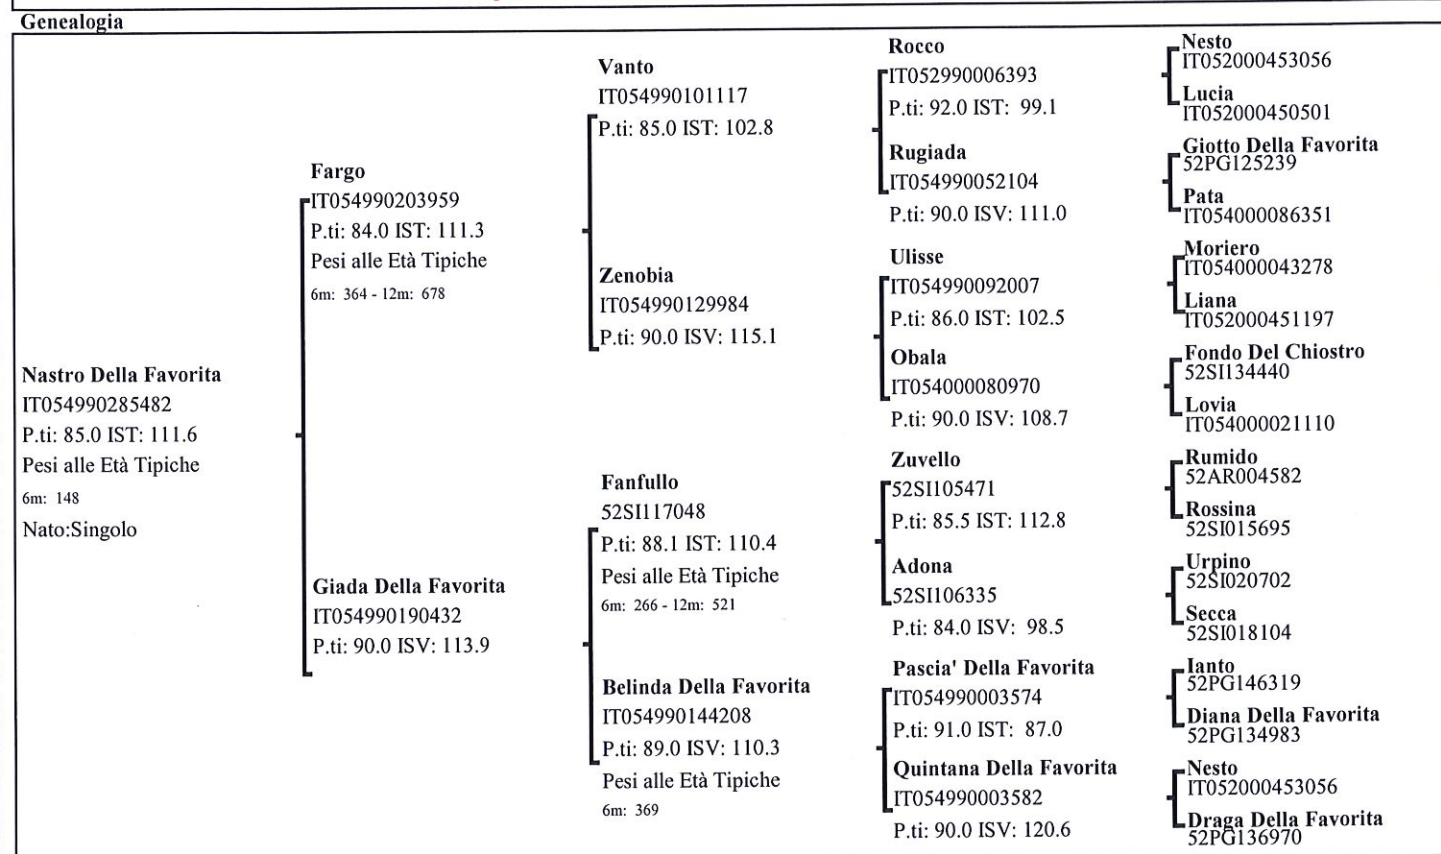 Genealogia
Nastro Della Favorita
IT054990285482
P.ti: 85.0 IST: 111.6
Pesi alle Età Tipiche
6m: 148
Nato:Singolo
Fargo
IT054990203959
P.ti: 84.0 IST: 111.3
Pesi alle Età Tipiche
6m: 364 - 12m: 678
Giada Della Favorita
IT054990190432
P.ti: 90.0 ISV: 113.9
Vanto
IT054990101117
P.ti: 85.0 IST: 102.8
Zenobia
IT054990129984
P.ti: 90.0 ISV: 115.1
Fanfullo
52SI117048
P.ti: 88.1 IST: 110.4
Pesi alle Età Tipiche
6m: 266 - 12m: 521
Belinda Della Favorita
IT054990144208
P.ti: 89.0 ISV: 110.3
Pesi alle Età Tipiche
6m: 369
Rocco
IT052990006393
P.ti: 92.0 IST: 99.1
Rugiada
IT054990052104
P.ti: 90.0 ISV: 111.0
Ulisse
IT054990092007
P.ti: 86.0 IST: 102.5
Obala
IT054000080970
P.ti: 90.0 ISV: 108.7
Zuvello
52SI105471
P.ti: 85.5 IST: 112.8
Adona
52SI106335
P.ti: 84.0 ISV: 98.5
Pascia' Della Favorita
IT054990003574
P.ti: 91.0 IST: 87.0
Quintana Della Favorita
IT054990003582
P.ti: 90.0 ISV: 120.6
Nesto
IT052000453056
Lucia
IT052000450501
Giotto Della Favorita
52PG125239
Pata
IT054000086351
Moriero
IT054000043278
Liana
IT052000451197
Fondo Del Chiostro
52SI134440
Lovia
IT054000021110
Rumido
52AR004582
Rossina
52SI015695
Urpino
52SI020702
Secca
52SI018104
Ianto
52PG146319
Diana Della Favorita
52PG134983
Nesto
IT052000453056
Draga Della Favorita
52PG136970